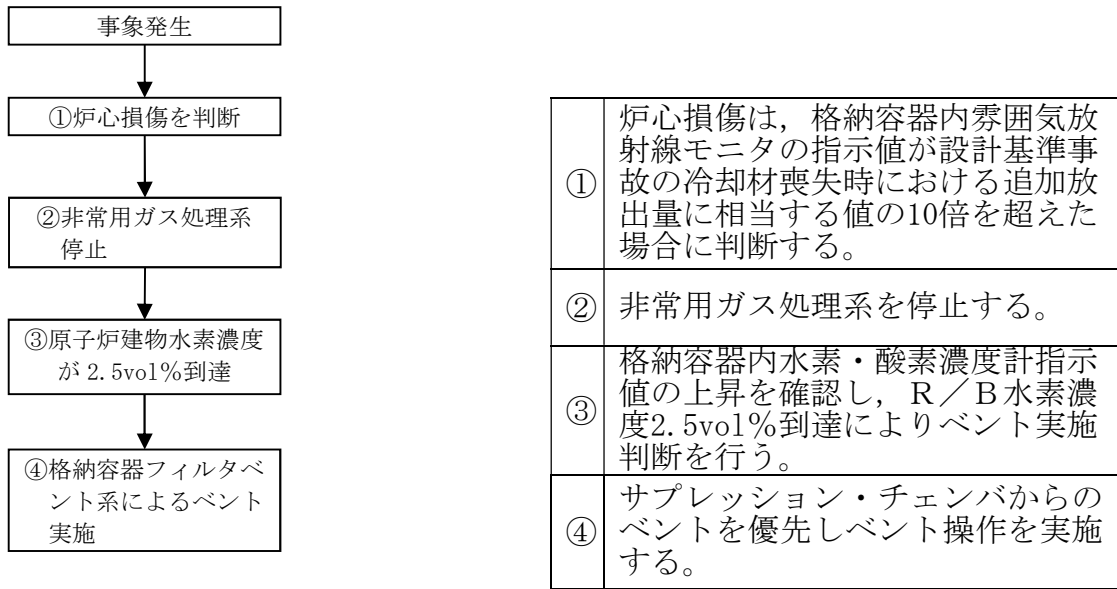 事象発生
①炉心損傷を判断
②非常用ガス処理系
停止
③原子炉建物水素濃度
が 2.5vol％到達
④格納容器フィルタベ
ント系によるベント
実施
①
炉心損傷は，格納容器内雰囲気放
射線モニタの指示値が設計基準事
故の冷却材喪失時における追加放
出量に相当する値の10倍を超えた
場合に判断する。
②
非常用ガス処理系を停止する。
③
格納容器内水素・酸素濃度計指示
値の上昇を確認し，Ｒ／Ｂ水素濃
度2.5vol％到達によりベント実施
判断を行う。
④
サプレッション・チェンバからの
ベントを優先しベント操作を実施
する。